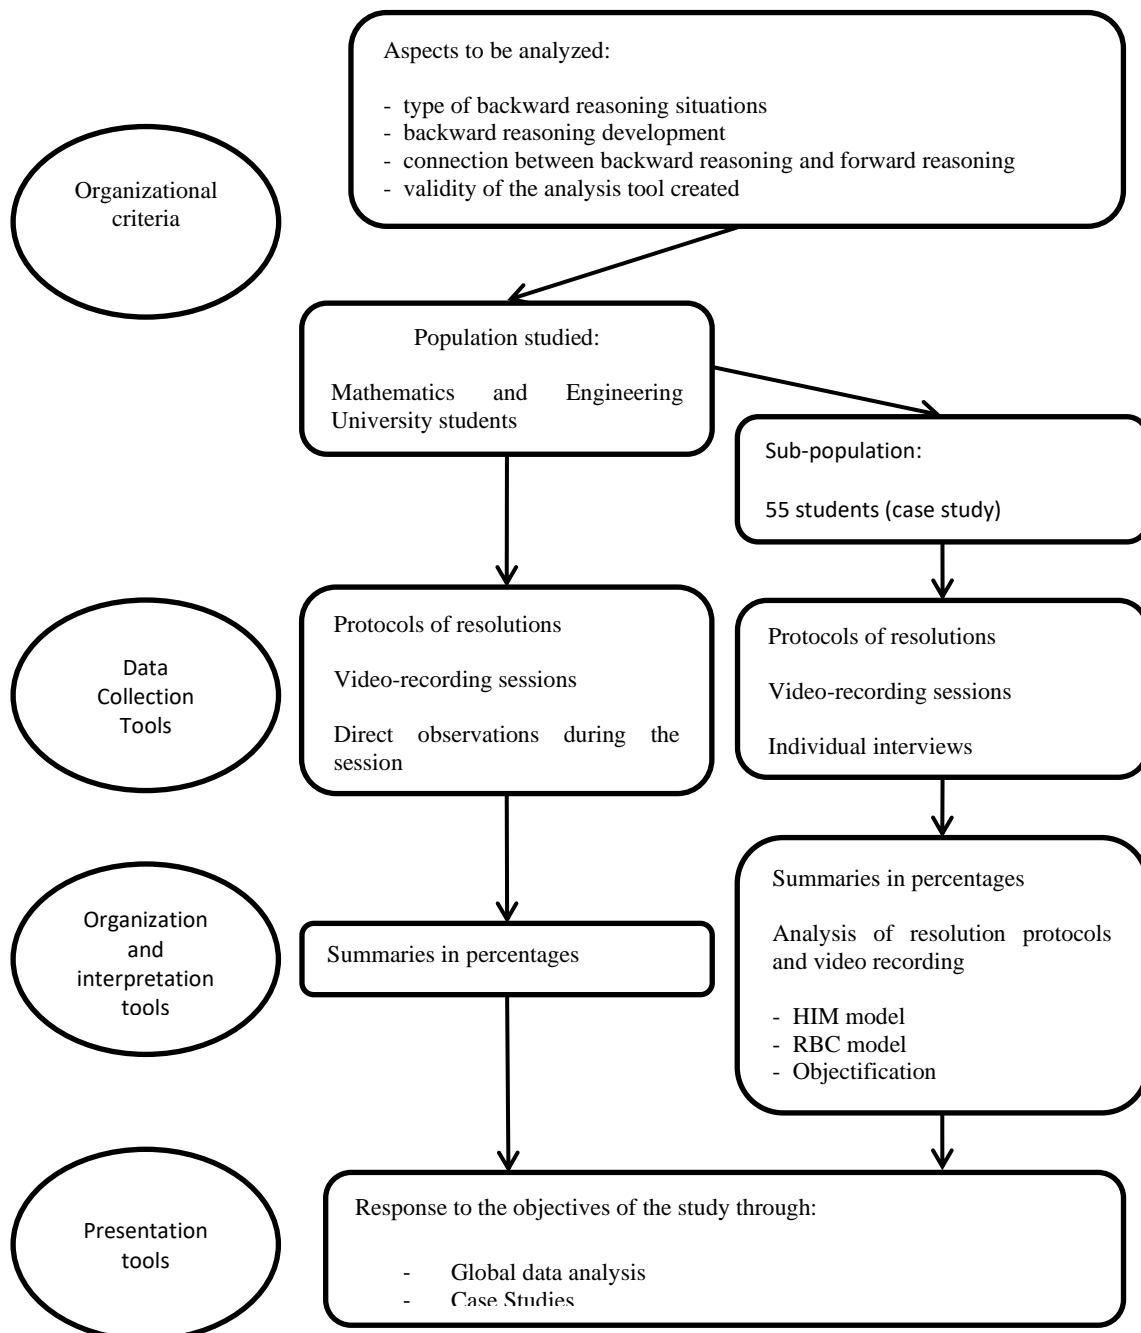 Aspects to be analyzed:
- type of backward reasoning situations
- backward reasoning development
- connection between backward reasoning and forward reasoning
- validity of the analysis tool created
Organizational
criteria
Population studied:
Mathematics and Engineering
University students
Sub-population:
55 students (case study)
Data
Collection
Tools
Protocols of resolutions
Video-recording sessions
Direct observations during the
session
Protocols of resolutions
Video-recording sessions
Individual interviews
Organization
and
interpretation
tools
Summaries in percentages
Summaries in percentages
Analysis of resolution protocols
and video recording
- HIM model
- RBC model
- Objectification
Presentation
tools
Response to the objectives of the study through:
- Global data analysis
- Case Studies